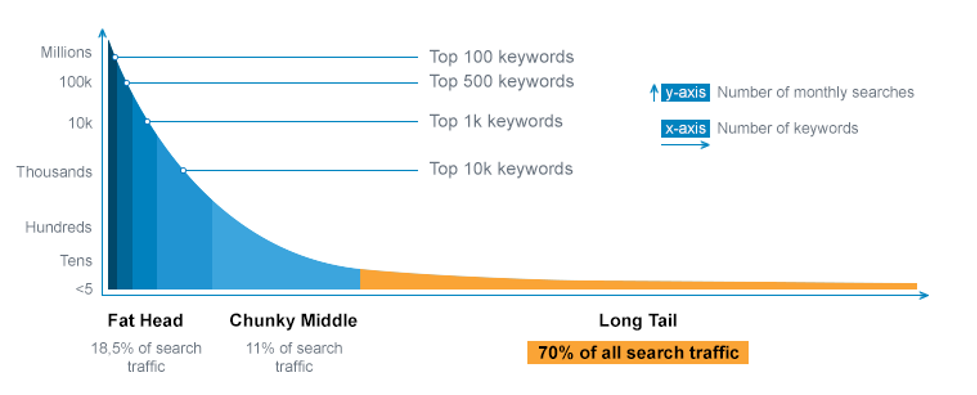 Millions
100k
10k
Thousands
Hundreds
Tens
<5
Top 100 keywords
Top 500 keywords
Top 1k keywords
Top 10k keywords
y-axis Number of monthly searches
x-axis Number of keywords
Fat Head
18,5% of search
traffic
Chunky Middle
11% of search
traffic
Long Tail
70% of all search traffic